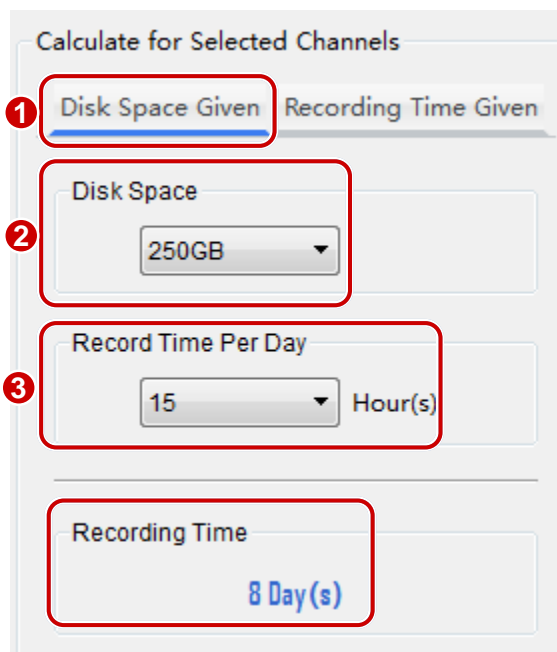 Calculate for Selected Channels
1 Disk Space Given Recording Time Given
Disk Space
2
250GB
Record Time Per Day
3
15 Hour(s)
Recording Time
8 Day(s)